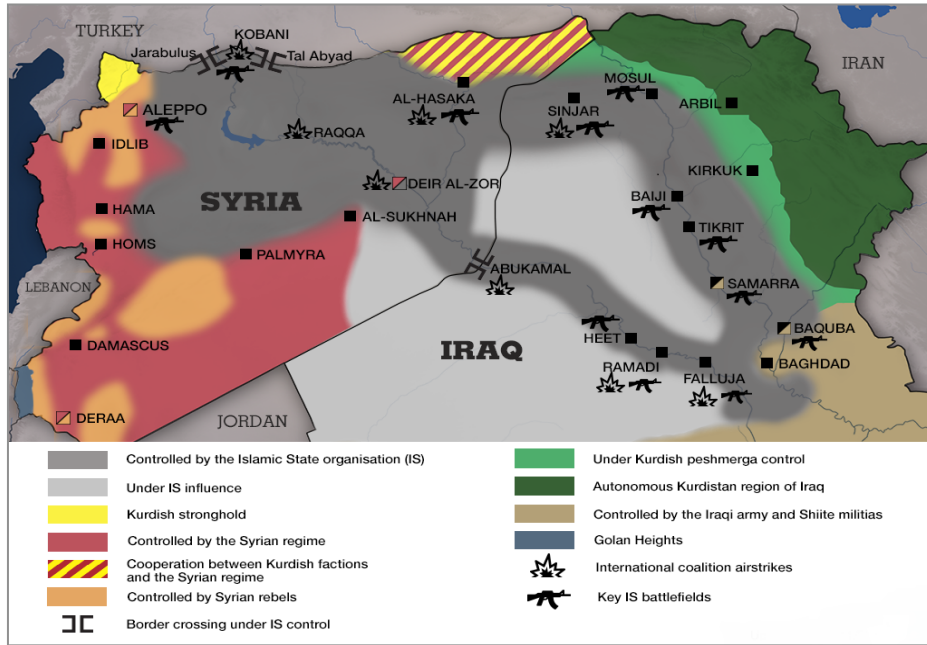 TURKEY
KOBANI
Jarabulus
Tal Abyad
IRAN
MOSUL
AL-HASAKA
SINJAR
ARBIL
ALEPPO
RAQQA
IDLIB
KIRKUK
DEIR AL-ZOR
SYRIA
BAIJI
HAMA
AL-SUKHNAH
TIKRIT
HOMS
PALMYRA
ABUKAMAL
LEBANON
SAMARRA
BAQUBA
DAMASCUS
IRAQ
HEET
BAGHDAD
RAMADI
FALLUJA
DERAA
JORDAN
Controlled by the Islamic State organisation (IS)
Under IS influence
Kurdish stronghold
Controlled by the Syrian regime
Cooperation between Kurdish factions
and the Syrian regime
Controlled by Syrian rebels
Border crossing under IS control
Under Kurdish peshmerga control
Autonomous Kurdistan region of Iraq
Controlled by the Iraqi army and Shiite militias
Golan Heights
International coalition airstrikes
Key IS battlefields